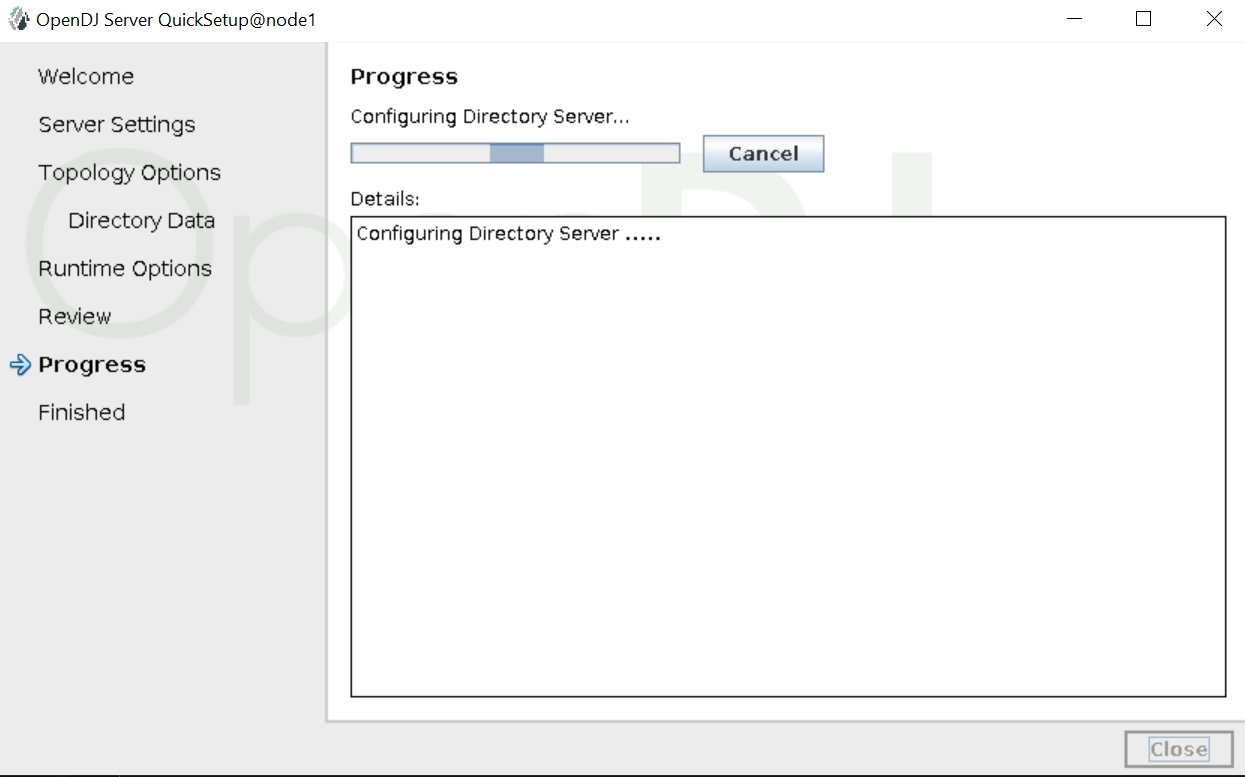 OpenDJ Server QuickSetup@node1
Welcome
Server Settings
Topology Options
Directory Data
Runtime Options
Review
Progress
Finished
OpenDJ
Progress
Configuring Directory Server...
Cancel
Details:
Configuring Directory Server .....
Close